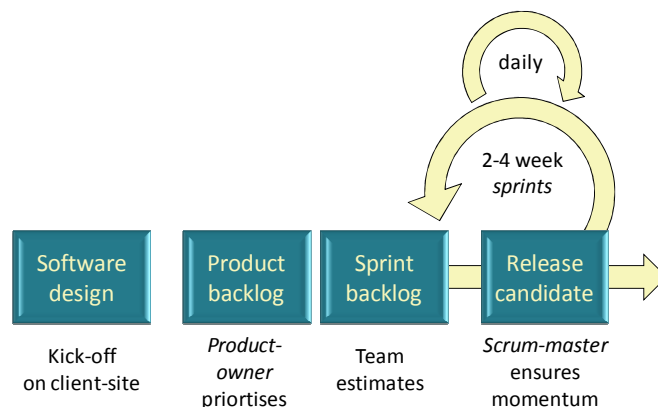 daily
2-4 week
sprints
Software
design
Product
backlog
Sprint
backlog
Release
candidate
Kick-off
on client-site
Product-
owner
priortises
Team
estimates
Scrum-master
ensures
momentum